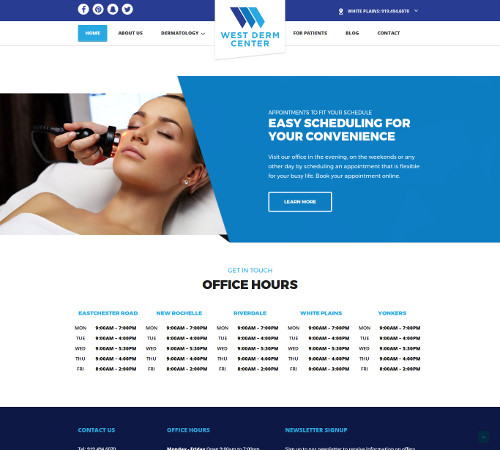 WHITE PLAINS: 919.494.6070
HOME
ABOUT US
DERMATOLOGY
WEST DERM
CENTER
FOR PATIENTS
BLOG
CONTACT
APPOINTMENTS TO FIT YOUR SCHEDULE
EASY SCHEDULING FOR
YOUR CONVENIENCE
Visit our office in the evening, on the weekends or any
other day by scheduling an appointment that is flexible
for your busy life. Book your appointment online.
LEARN MORE
GET IN TOUCH
OFFICE HOURS
EASTCHESTER ROAD NEW ROCHELLE RIVERDALE WHITE PLAINS YONKERS
MON 9:00AM - 7:00PM MON 9:00AM - 7:00PM MON 9:00AM - 7:00PM MON 9:00AM - 7:00PM MON 9:00AM - 7:00PM
TUE 9:00AM - 4:00PM TUE 9:00AM - 4:00PM TUE 9:00AM - 4:00PM TUE 9:00AM - 4:00PM TUE 9:00AM - 4:00PM
WED 9:00AM - 5:30PM WED 9:00AM - 5:30PM WED 9:00AM - 5:30PM WED 9:00AM - 5:30PM WED 9:00AM - 5:30PM
THU 9:00AM - 4:00PM THU 9:00AM - 4:00PM THU 9:00AM - 4:00PM THU 9:00AM - 4:00PM THU 9:00AM - 4:00PM
FRI 8:00AM - 2:00PM FRI 8:00AM - 2:00PM FRI 8:00AM - 2:00PM FRI 8:00AM - 2:00PM FRI 8:00AM - 2:00PM
CONTACT US
OFFICE HOURS
NEWSLETTER SIGNUP
Tel: 919.494.6070
Monday - Friday Open 9:00am to 7:00pm
Sign up to our newsletter to receive information on offers